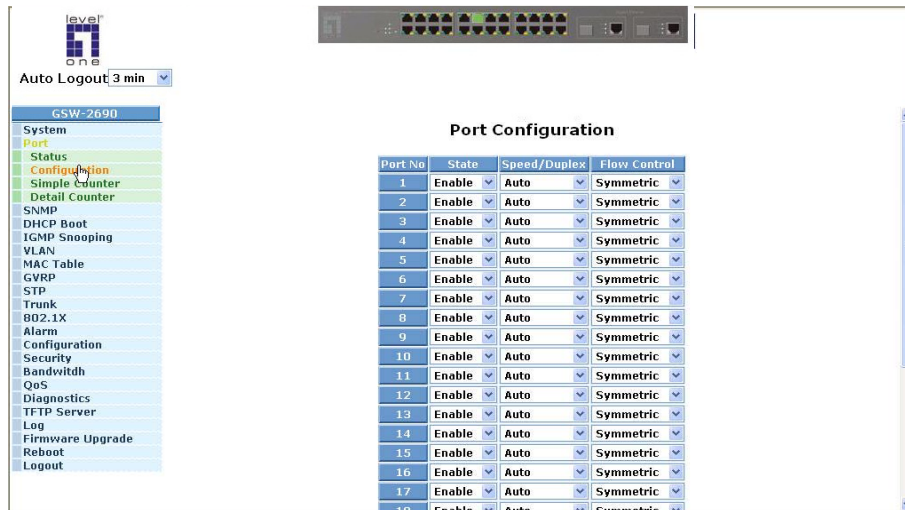 level
one
Auto Logout 3 min
GSW-2690
System
Port
Status
Configuration
Simple Counter
Detail Counter
SNMP
DHCP Boot
IGMP Snooping
VLAN
MAC Table
GVRP
STP
Trunk
802.1X
Alarm
Configuration
Security
Bandwitdh
QoS
Diagnostics
TFTP Server
Log
Firmware Upgrade
Reboot
Logout
Port Configuration
Port No State Speed/Duplex Flow Control
1 Enable Auto Symmetric
2 Enable Auto Symmetric
3 Enable Auto Symmetric
4 Enable Auto Symmetric
5 Enable Auto Symmetric
6 Enable Auto Symmetric
7 Enable Auto Symmetric
8 Enable Auto Symmetric
9 Enable Auto Symmetric
10 Enable Auto Symmetric
11 Enable Auto Symmetric
12 Enable Auto Symmetric
13 Enable Auto Symmetric
14 Enable Auto Symmetric
15 Enable Auto Symmetric
16 Enable Auto Symmetric
17 Enable Auto Symmetric
18 Enable Auto Symmetric